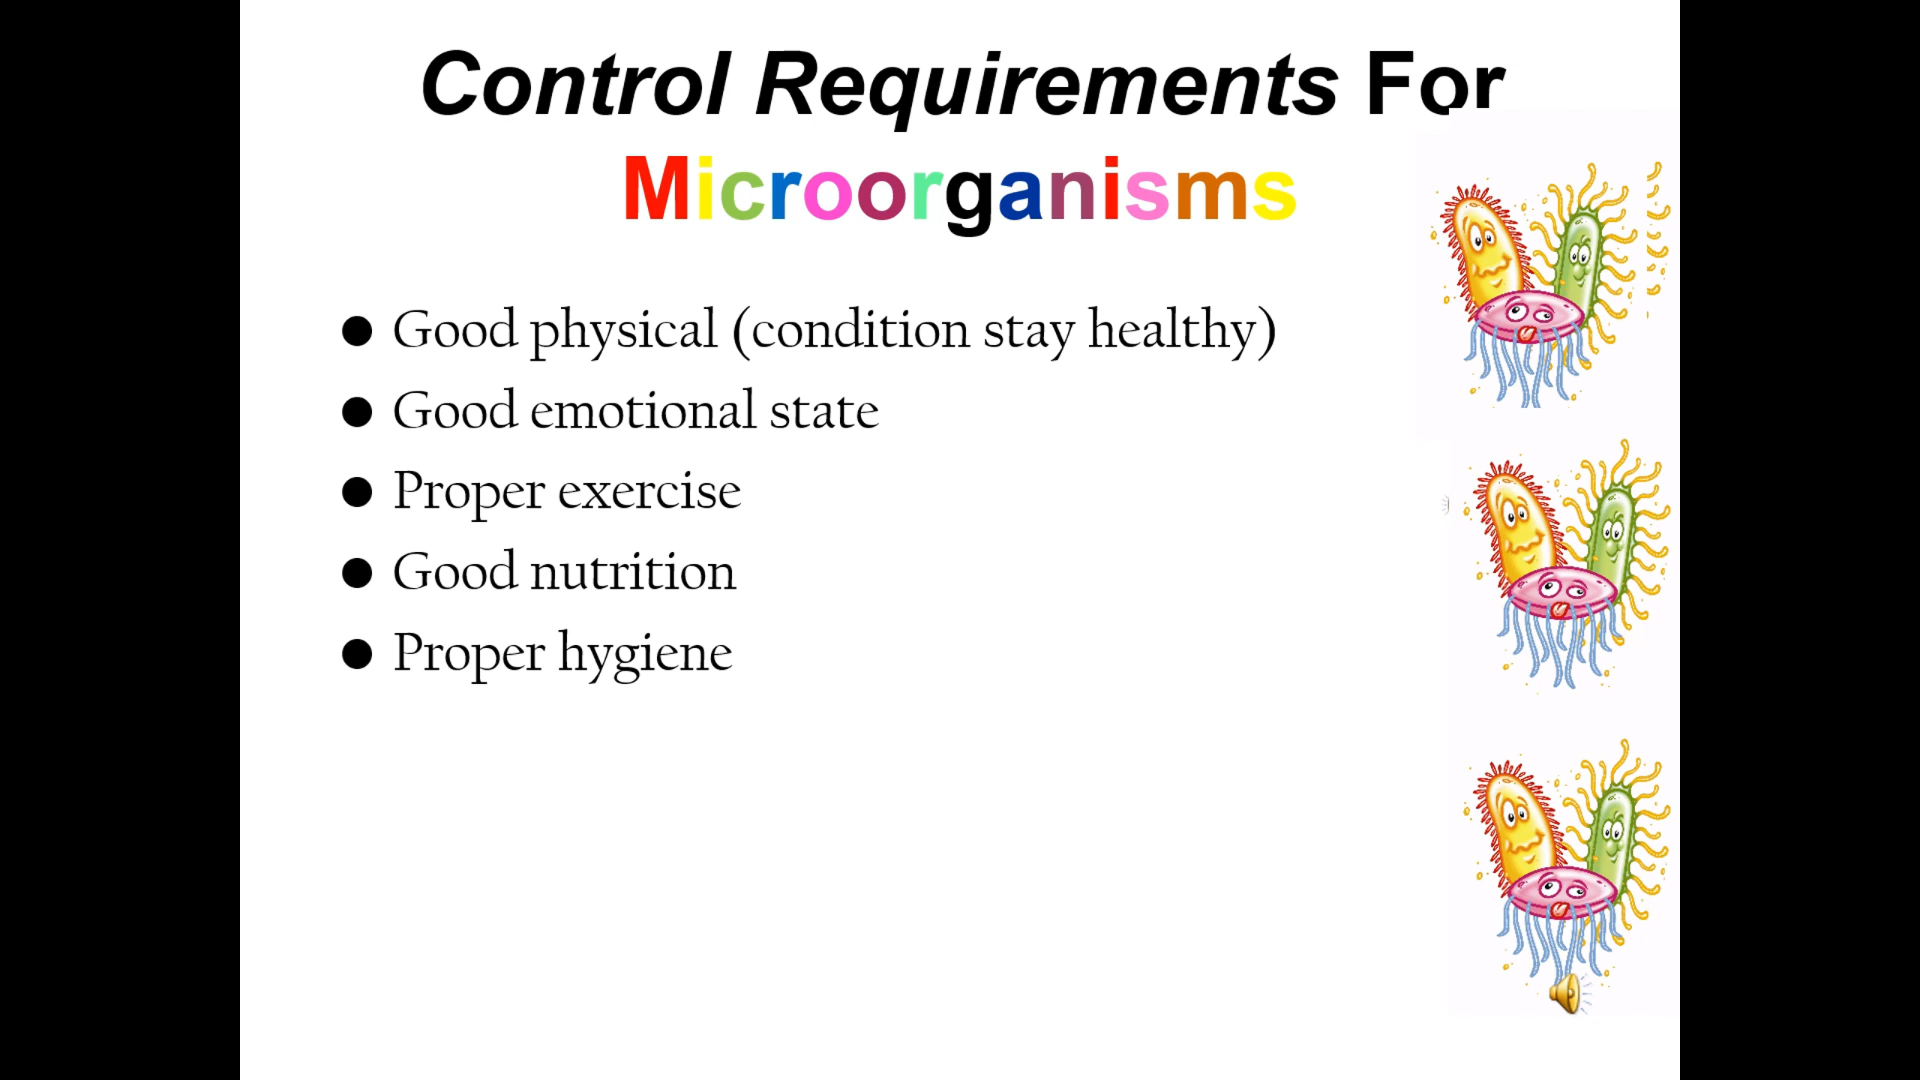 Control Requirements For
Microorganisms
● Good physical (condition stay healthy)
● Good emotional state
● Proper exercise
● Good nutrition
● Proper hygiene